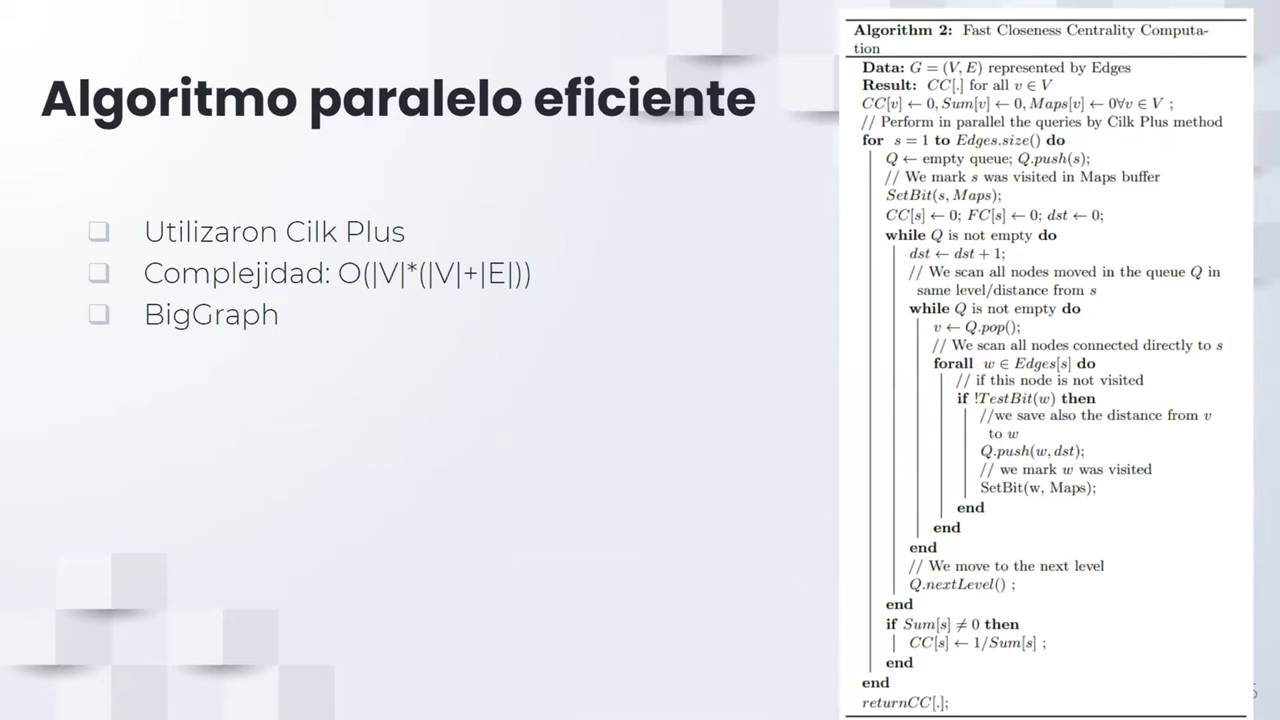 Algoritmo paralelo eficiente
Utilizaron Cilk Plus
Complejidad: O(|V|*(|V|+|E|))
BigGraph
Algorithm 2: Fast Closeness Centrality Computa-
tion
Data: G = (V, E) represented by Edges
Result: CC[.] for all v ∈ V
CC[v] ← 0, Sum[v] ← 0, Maps[v] ← 0∀v ∈ V ;
// Perform in parallel the queries by Cilk Plus method
for s = 1 to Edges.size() do
Q ← empty queue; Q.push(s);
// We mark s was visited in Maps buffer
SetBit(s, Maps);
CC[s] ← 0; FC[s] ← 0; dst ← 0;
while Q is not empty do
dst ← dst + 1;
// We scan all nodes moved in the queue Q in
same level/distance from s
while Q is not empty do
v ← Q.pop();
// We scan all nodes connected directly to s
forall w ∈ Edges[s] do
// if this node is not visited
if !TestBit(w) then
//we save also the distance from v
to w
Q.push(w, dst);
// we mark w was visited
SetBit(w, Maps);
end
end
end
// We move to the next level
Q.nextLevel() ;
end
if Sum[s] ≠ 0 then
CC[s] ← 1/Sum[s] ;
end
end
returnCC[.];